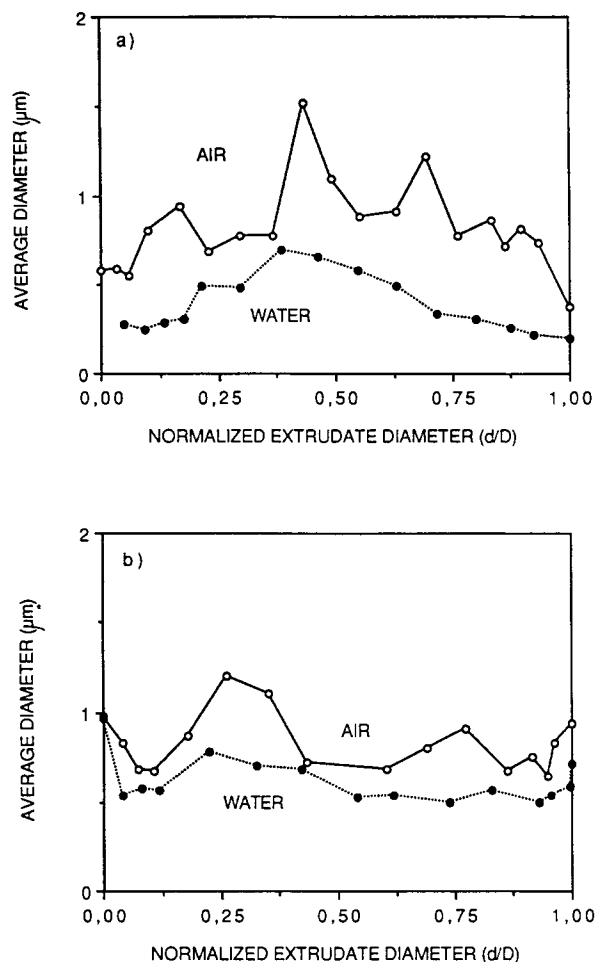 a)
2
1
0
AVERAGE DIAMETER (μm)
AIR
WATER
0,00 0,25 0,50 0,75 1,00
NORMALIZED EXTRUDATE DIAMETER (d/D)
b)
2
1
0
AVERAGE DIAMETER (μm)
AIR
WATER
0,00 0,25 0,50 0,75 1,00
NORMALIZED EXTRUDATE DIAMETER (d/D)